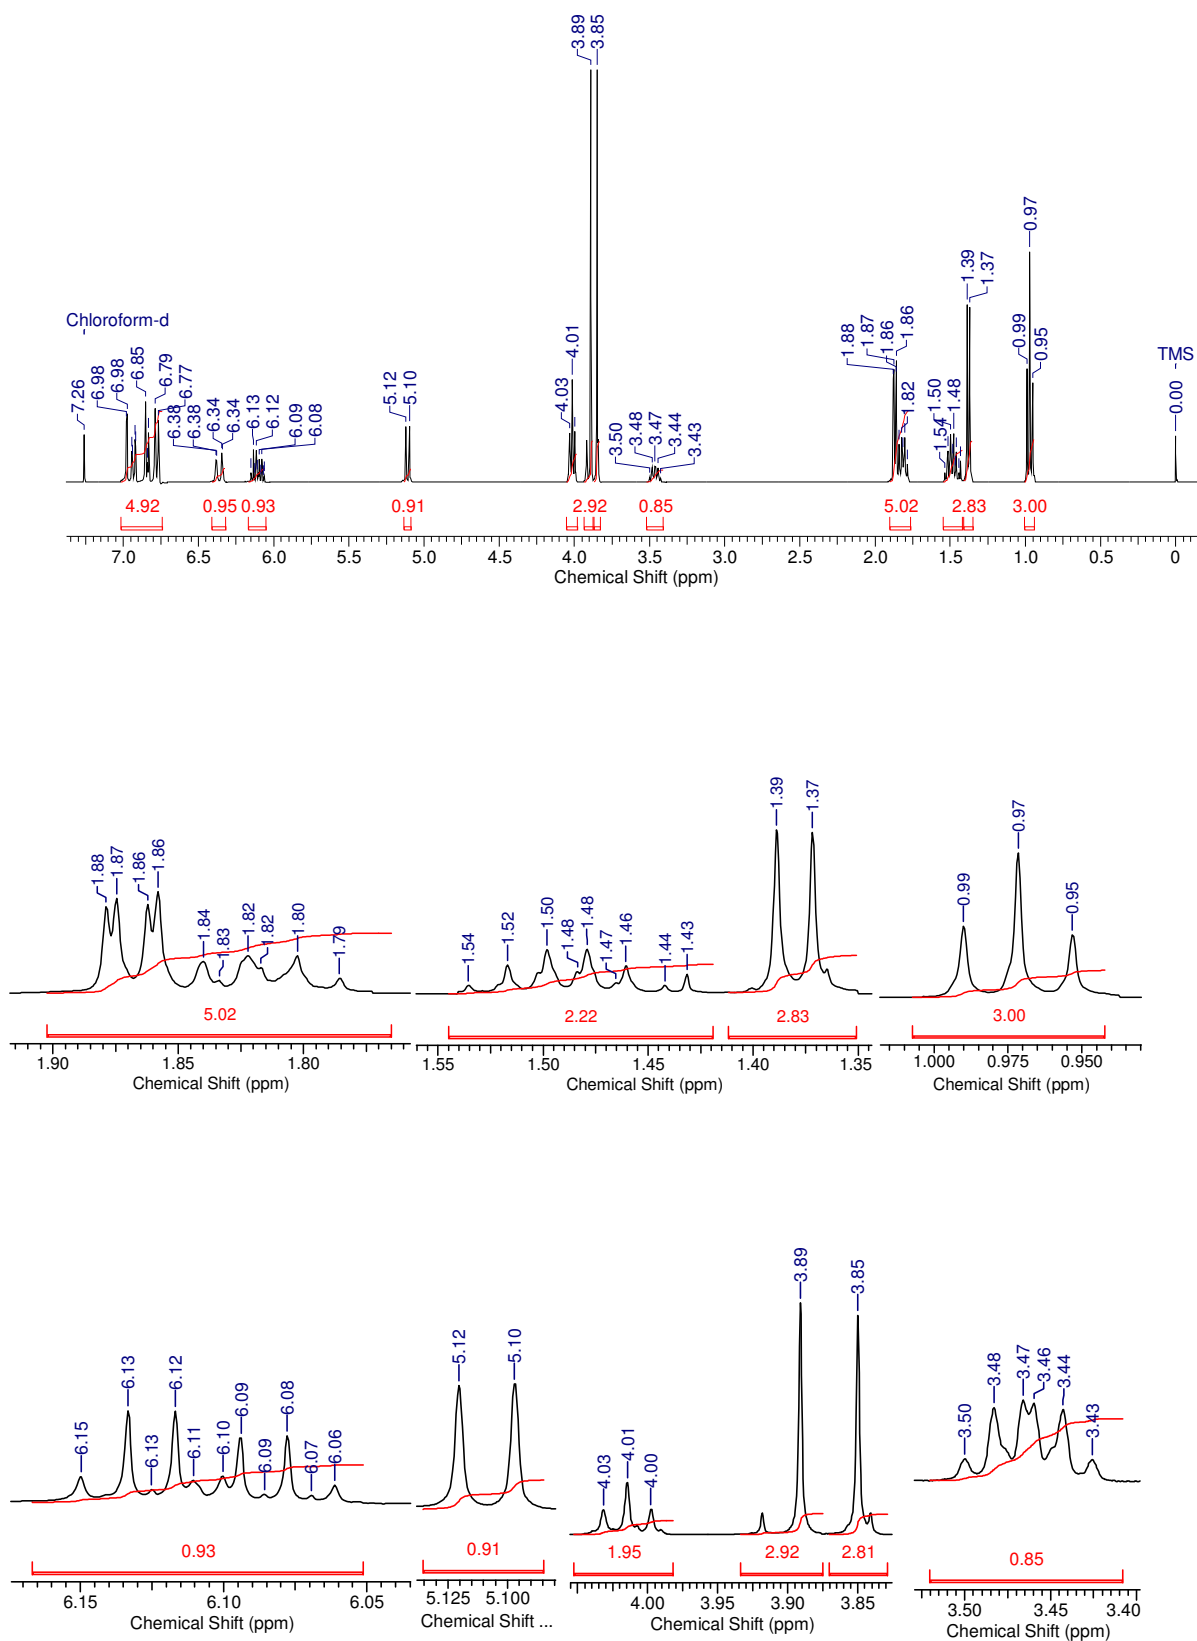 3.89 3.85
0.97
Chloroform-d
7.26 6.98 6.98 6.85 6.79 6.77 6.38 6.38 6.34 6.34 6.13 6.12 6.09 6.08 5.12 5.10 4.03 4.01 3.50 3.48 3.47 3.44 3.43 1.88 1.87 1.86 1.86 1.82 1.54 1.50 1.48 1.39 1.37 0.99 0.95
TMS
0.00
4.92 0.95 0.93 0.91 2.92 0.85 5.02 2.83 3.00
7.0 6.5 6.0 5.5 5.0 4.5 4.0 3.5 3.0 2.5 2.0 1.5 1.0 0.5 0
Chemical Shift (ppm)
1.88 1.87 1.86 1.86 1.84 1.83 1.82 1.82 1.80 1.79
5.02
1.90 1.85 1.80
Chemical Shift (ppm)
1.54 1.52 1.50 1.48 1.48 1.47 1.46 1.44 1.43 1.39 1.37
2.22 2.83
1.55 1.50 1.45 1.40 1.35
Chemical Shift (ppm)
0.99 0.97 0.95
3.00
1.000 0.975 0.950
Chemical Shift (ppm)
6.15 6.13 6.13 6.12 6.11 6.10 6.09 6.09 6.08 6.07 6.06
0.93
6.15 6.10 6.05
Chemical Shift (ppm)
5.12 5.10
0.91
5.125 5.100
Chemical Shift ...
4.03 4.01 4.00 3.89 3.85
1.95 2.92 2.81
4.00 3.95 3.90 3.85
Chemical Shift (ppm)
3.50 3.48 3.47 3.46 3.44 3.43
0.85
3.50 3.45 3.40
Chemical Shift (ppm)